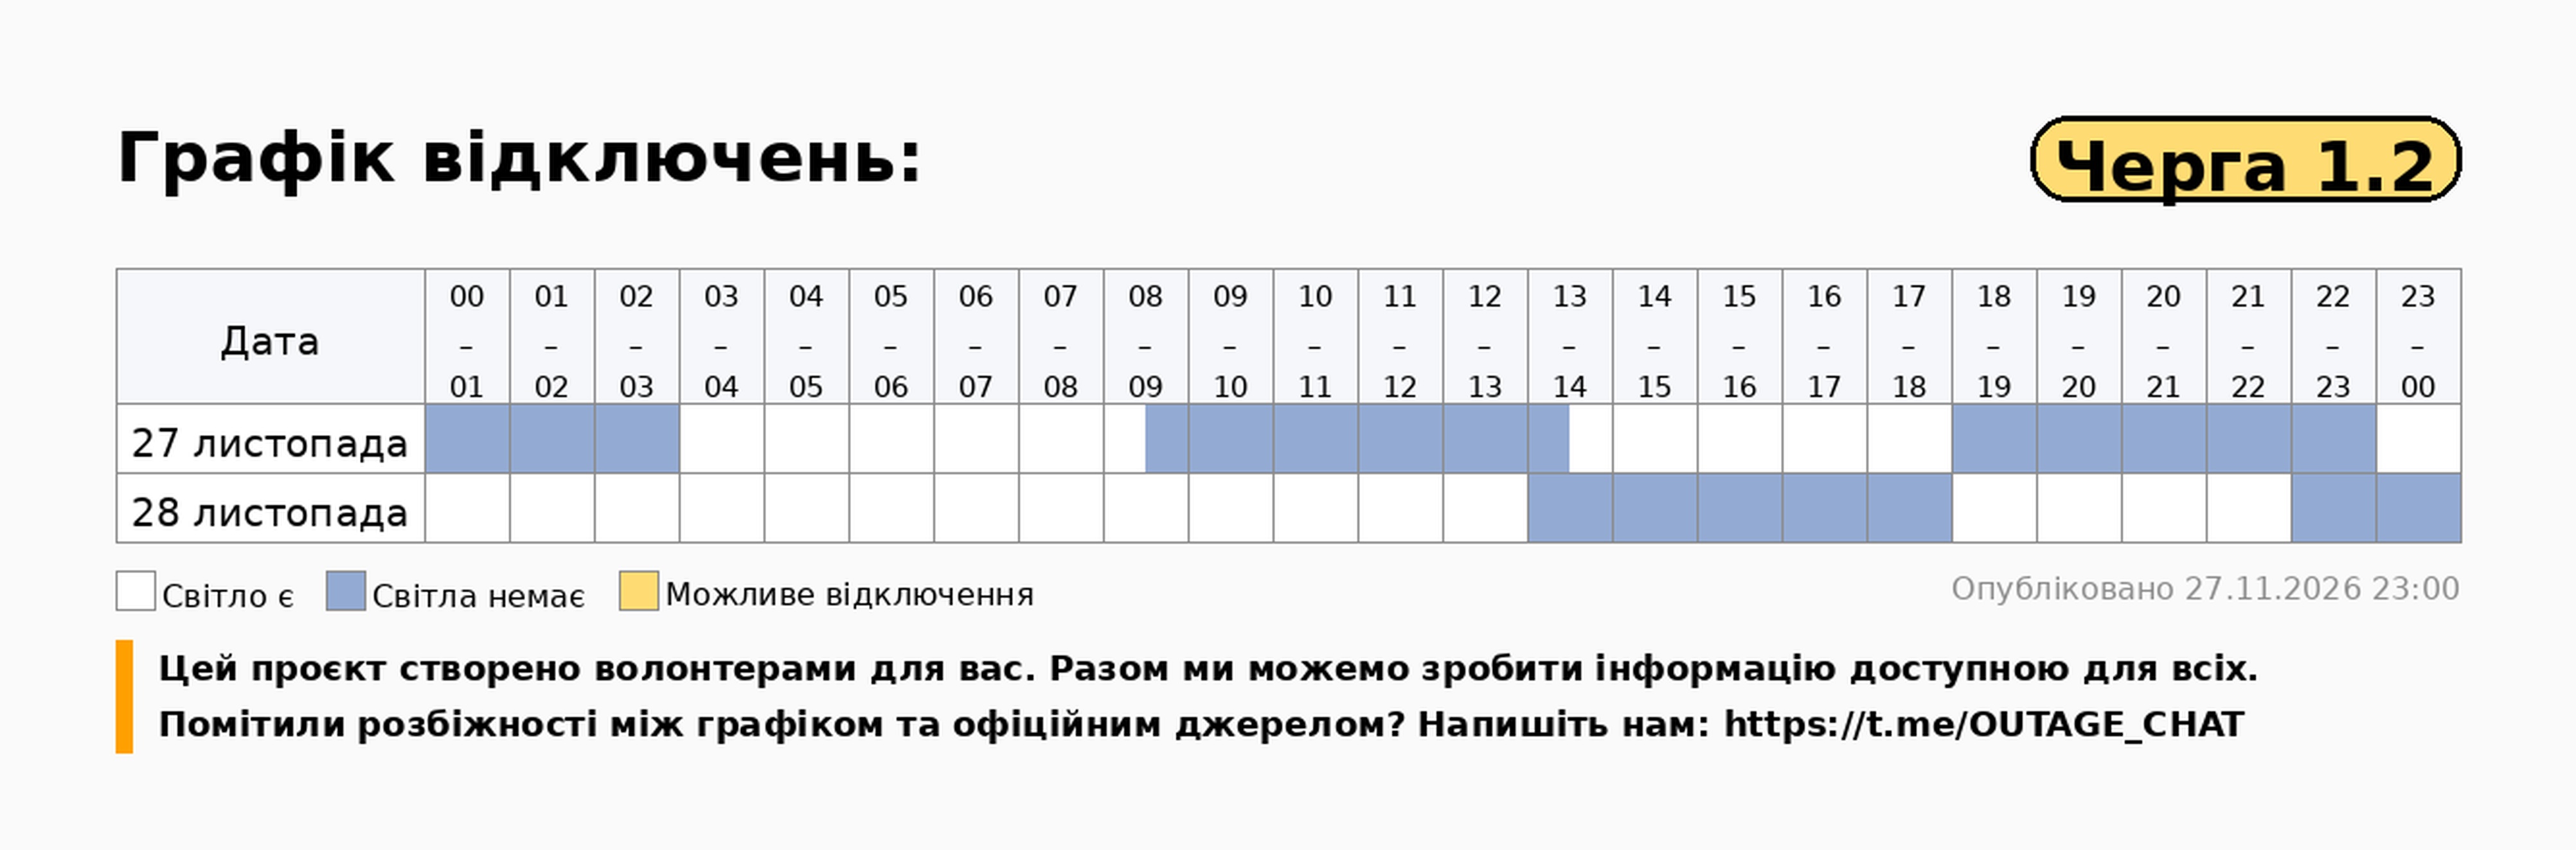 Графік відключень:
Черга 1.2
Дата 00 – 01 01 – 02 02 – 03 03 – 04 04 – 05 05 – 06 06 – 07 07 – 08 08 – 09 09 – 10 10 – 11 11 – 12 12 – 13 13 – 14 14 – 15 15 – 16 16 – 17 17 – 18 18 – 19 19 – 20 20 – 21 21 – 22 22 – 23 23 – 00
27 листопада
28 листопада
Світло є Світла немає Можливе відключення
Опубліковано 27.11.2026 23:00
Цей проєкт створено волонтерами для вас. Разом ми можемо зробити інформацію доступною для всіх.
Помітили розбіжності між графіком та офіційним джерелом? Напишіть нам: https://t.me/OUTAGE_CHAT